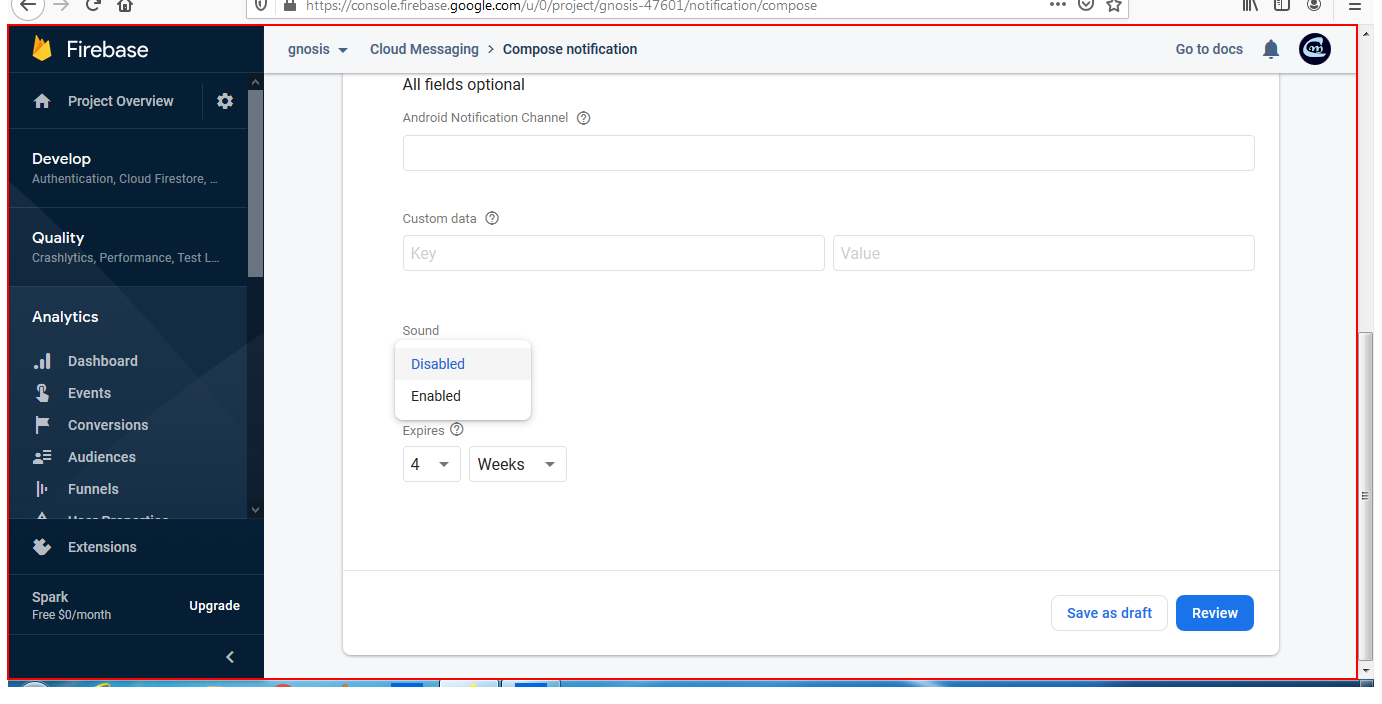 https://console.firebase.google.com/u/0/project/gnosis-47601/notification/compose
Firebase
gnosis
Cloud Messaging > Compose notification
Go to docs
Project Overview
Develop
Authentication, Cloud Firestore, ...
Quality
Crashlytics, Performance, Test L...
Analytics
Dashboard
Events
Conversions
Audiences
Funnels
User Properties
Extensions
Spark
Free $0/month
Upgrade
All fields optional
Android Notification Channel
Custom data
Key
Value
Sound
Disabled
Enabled
Expires
4
Weeks
Save as draft
Review